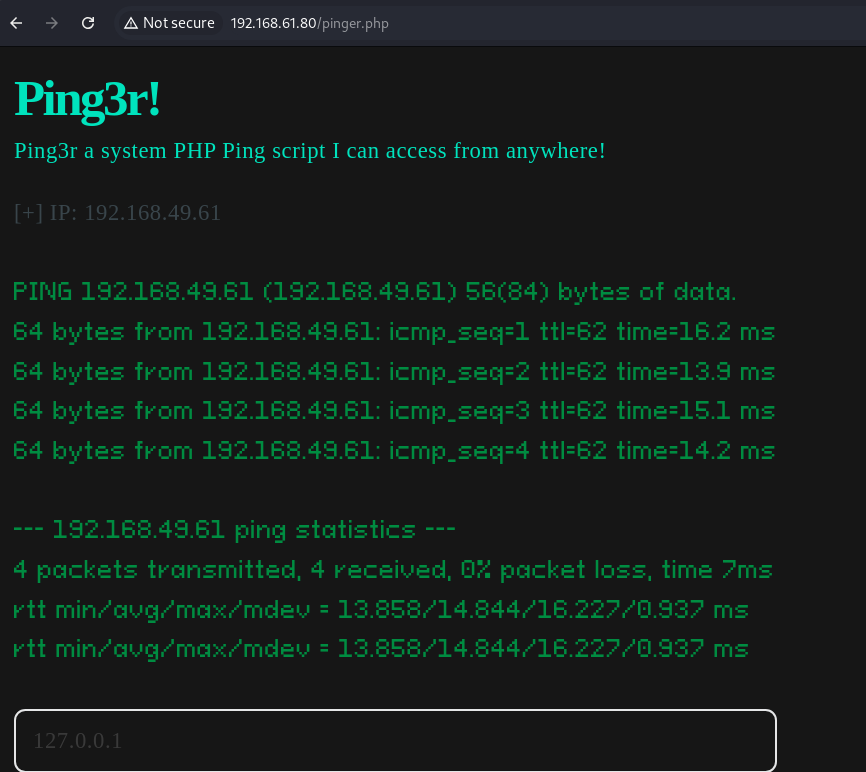 Not secure 192.168.61.80/pinger.php
Ping3r!
Ping3r a system PHP Ping script I can access from anywhere!
[+] IP: 192.168.49.61
PING 192.168.49.61 (192.168.49.61) 56(84) bytes of data.
64 bytes from 192.168.49.61: icmp_seq=1 ttl=62 time=16.2 ms
64 bytes from 192.168.49.61: icmp_seq=2 ttl=62 time=13.9 ms
64 bytes from 192.168.49.61: icmp_seq=3 ttl=62 time=15.1 ms
64 bytes from 192.168.49.61: icmp_seq=4 ttl=62 time=14.2 ms
--- 192.168.49.61 ping statistics ---
4 packets transmitted, 4 received, 0% packet loss, time 7ms
rtt min/avg/max/mdev = 13.858/14.844/16.227/0.937 ms
rtt min/avg/max/mdev = 13.858/14.844/16.227/0.937 ms
127.0.0.1